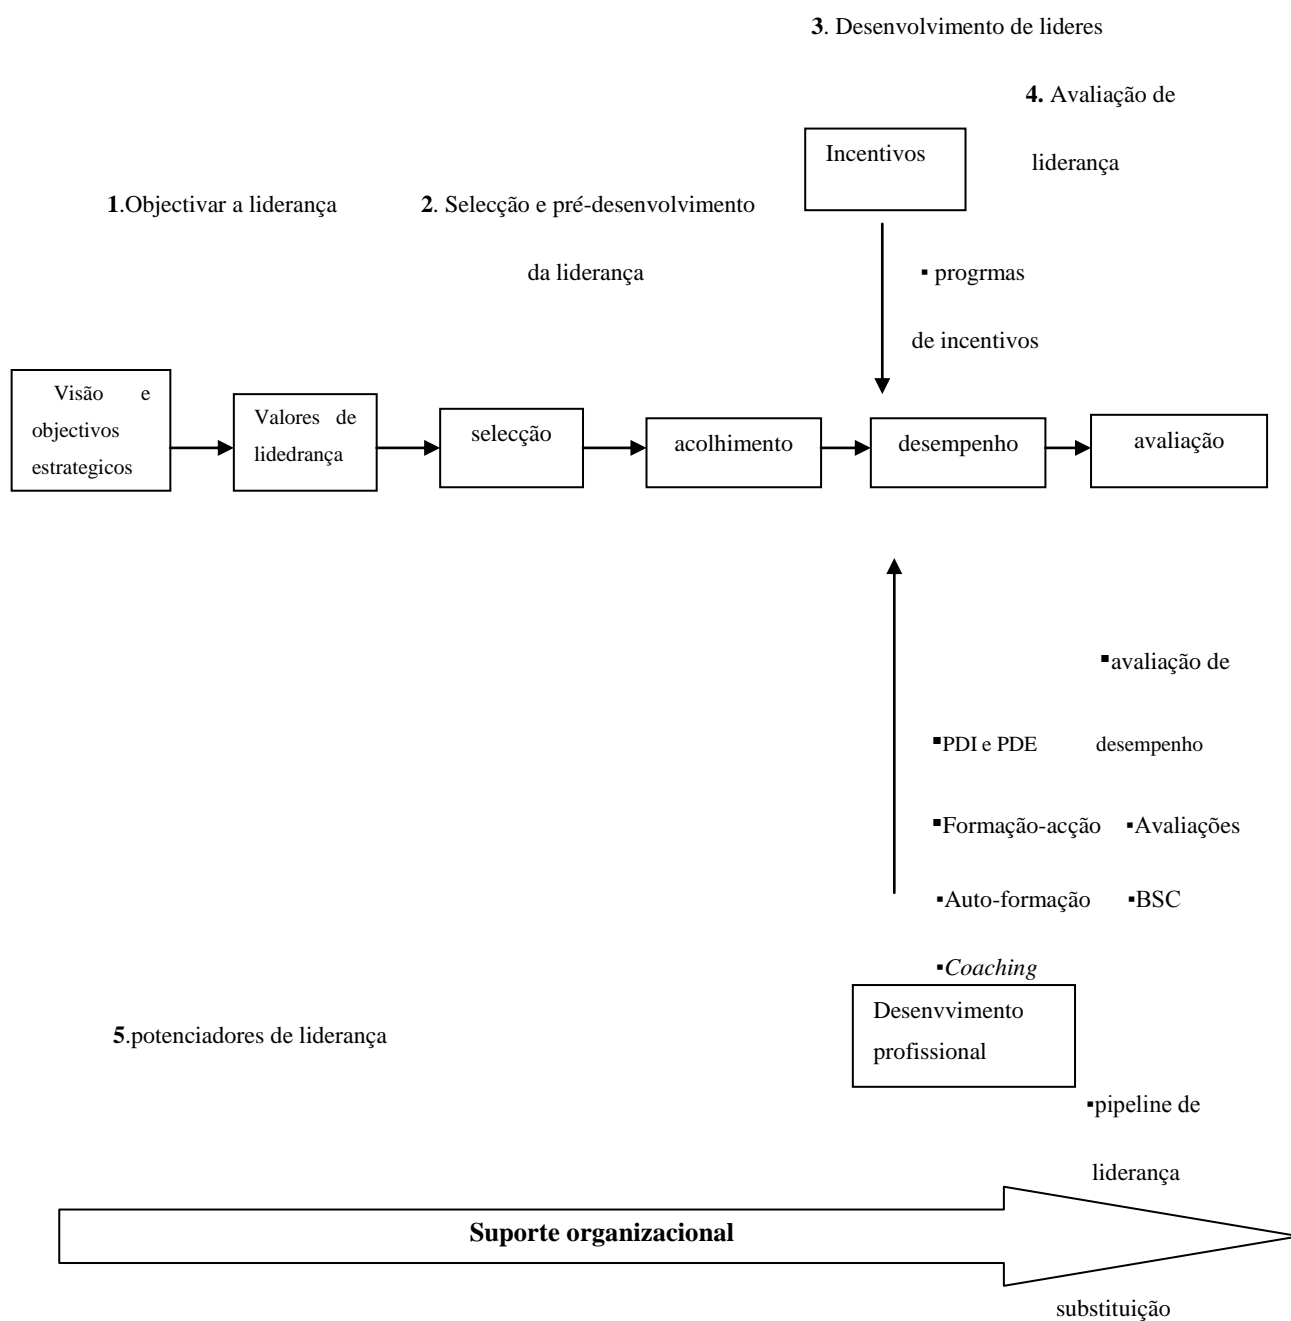 3. Desenvolvimento de lideres
4. Avaliação de
liderança
Incentivos
1.Objectivar a liderança
2. Selecção e pré-desenvolvimento
da liderança
▪ progrmas
de incentivos
Visão e
objectivos
estrategicos
Valores de
lidedrança
selecção
acolhimento
desempenho
avaliação
▪avaliação de
desempenho
▪PDI e PDE
▪Formação-acção
▪Avaliações
▪Auto-formação
▪BSC
▪Coaching
Desenvvimento
profissional
5.potenciadores de liderança
▪pipeline de
liderança
Suporte organizacional
substituição